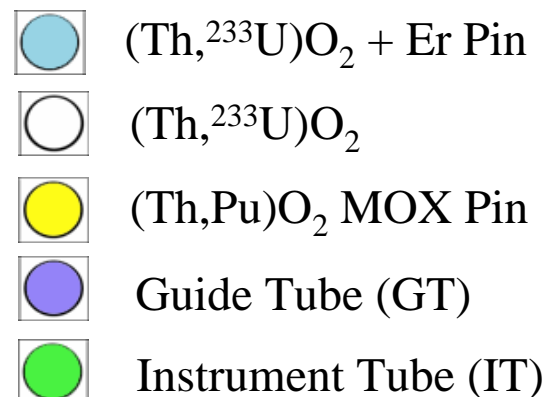 (Th,²³³U)O₂ + Er Pin
(Th,²³³U)O₂
(Th,Pu)O₂ MOX Pin
Guide Tube (GT)
Instrument Tube (IT)